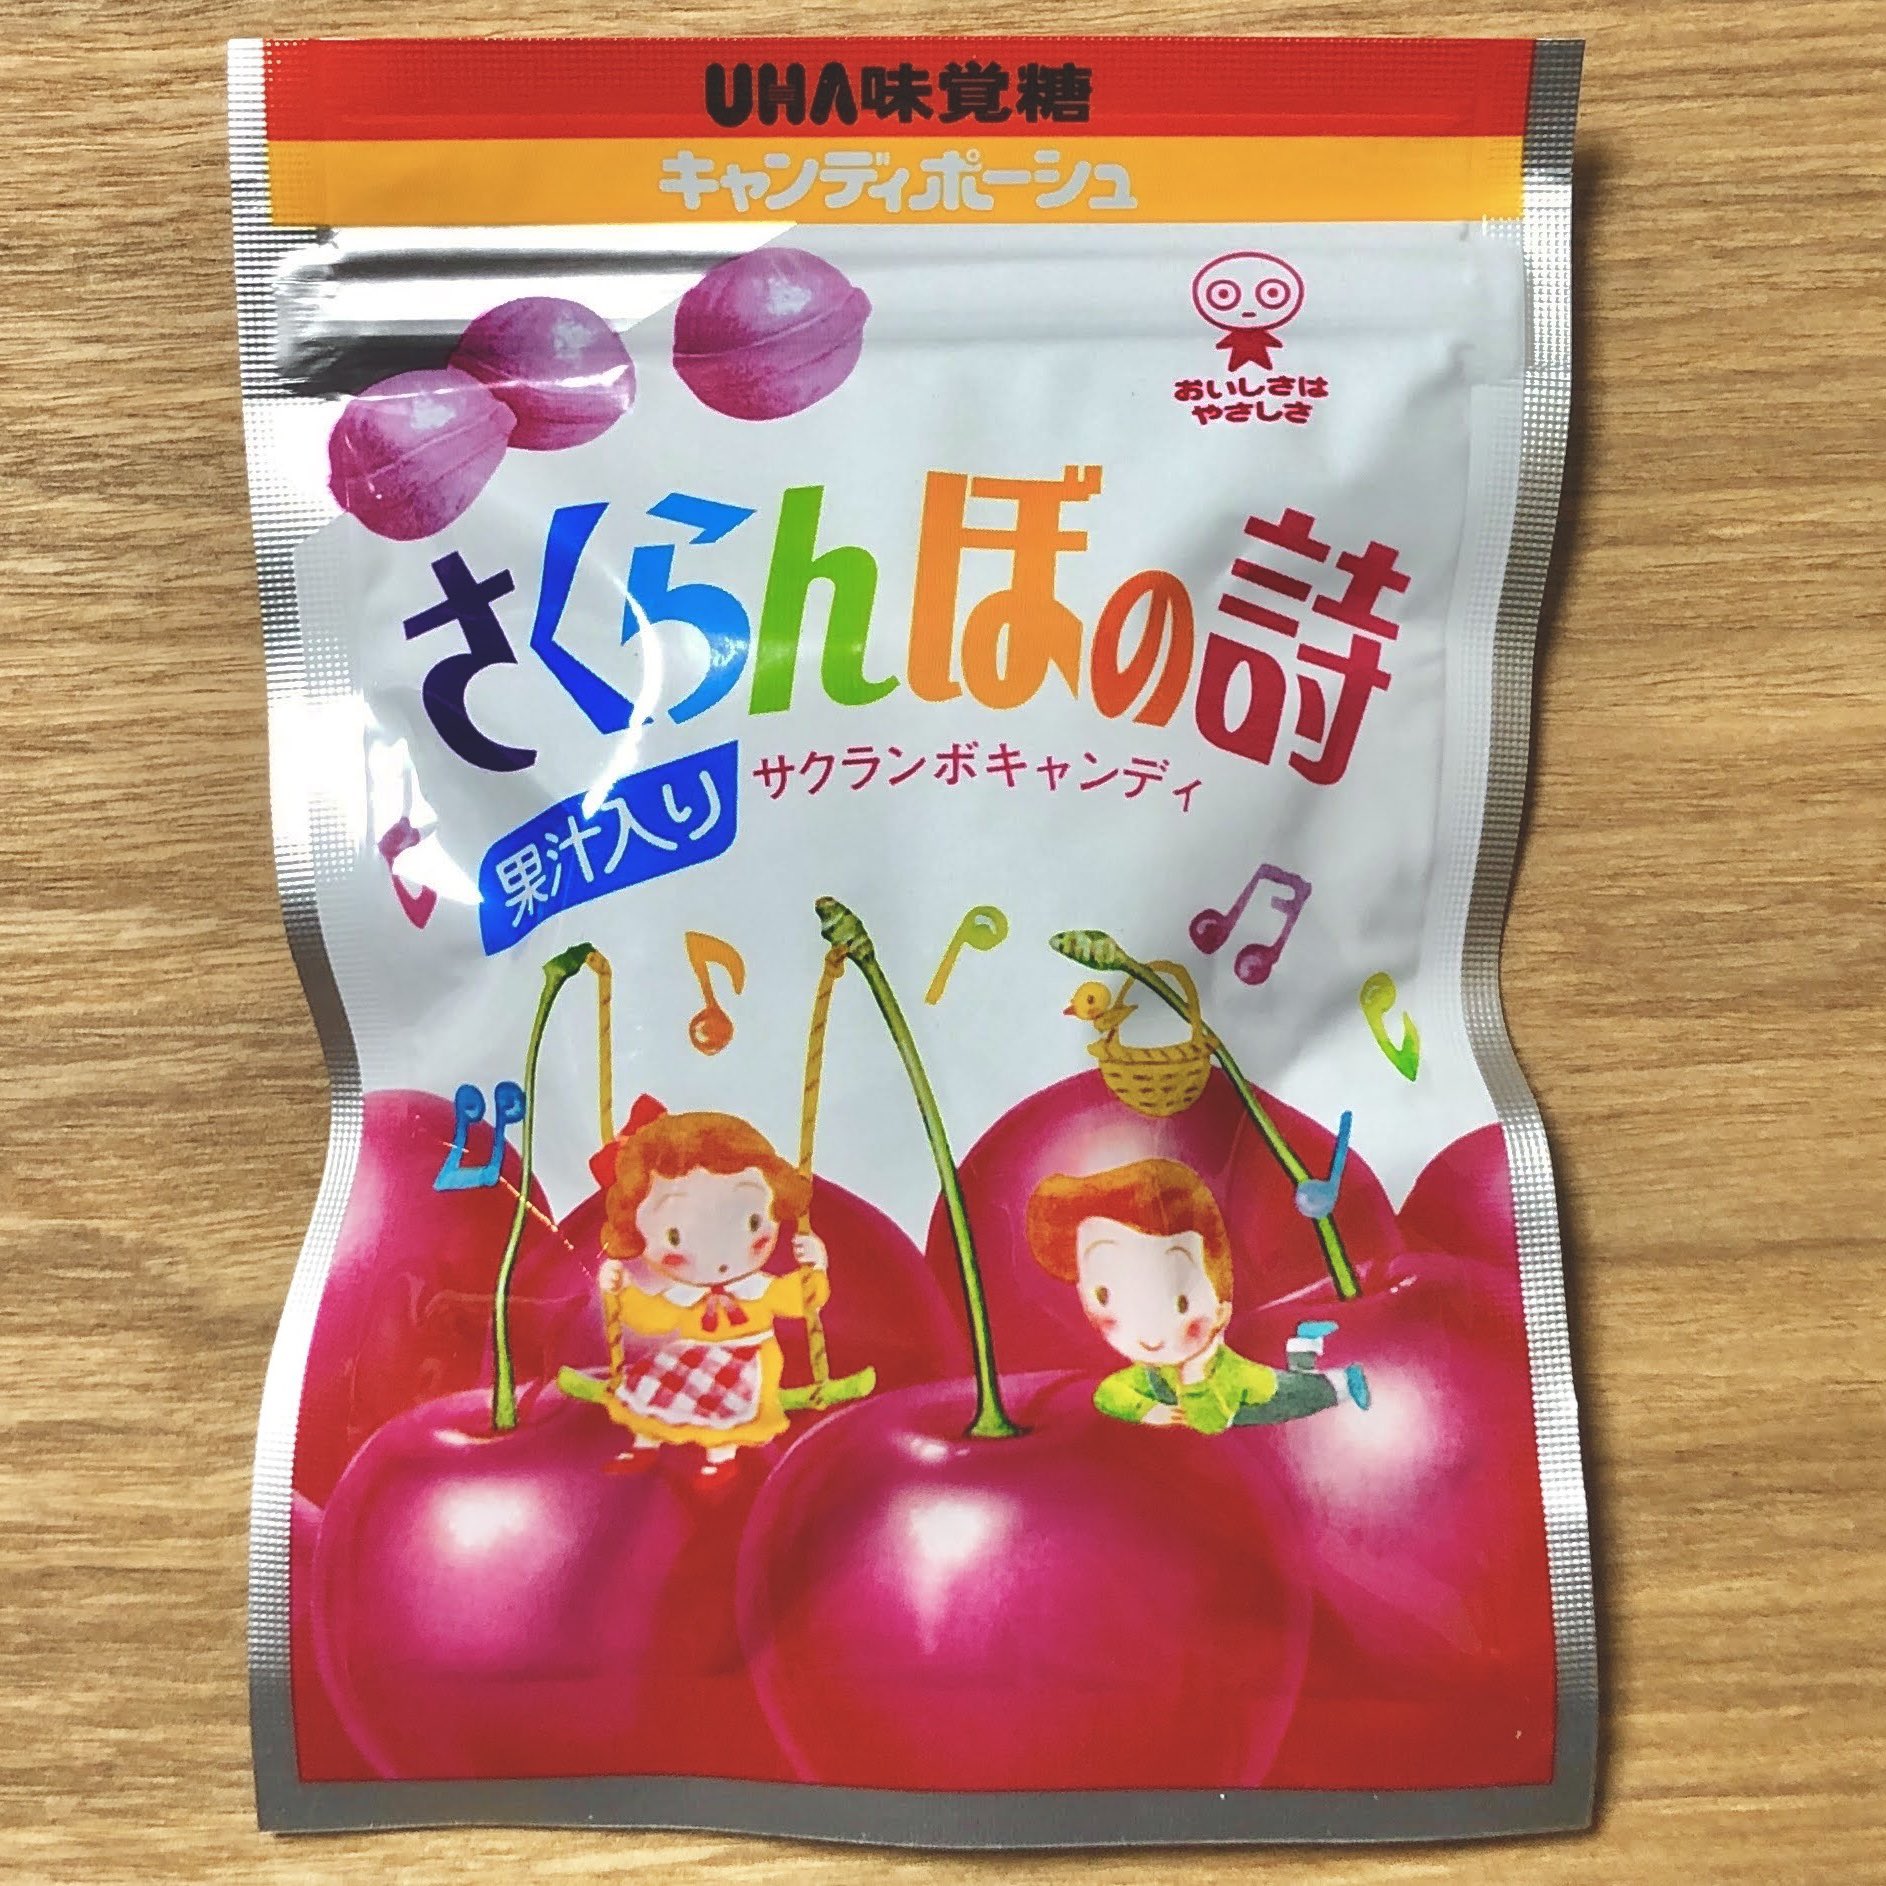 UHA味覚糖
キャンディポーシュ
おいしさは
やさしさ
さくらんぼの詩
サクランボキャンディ
果汁入り